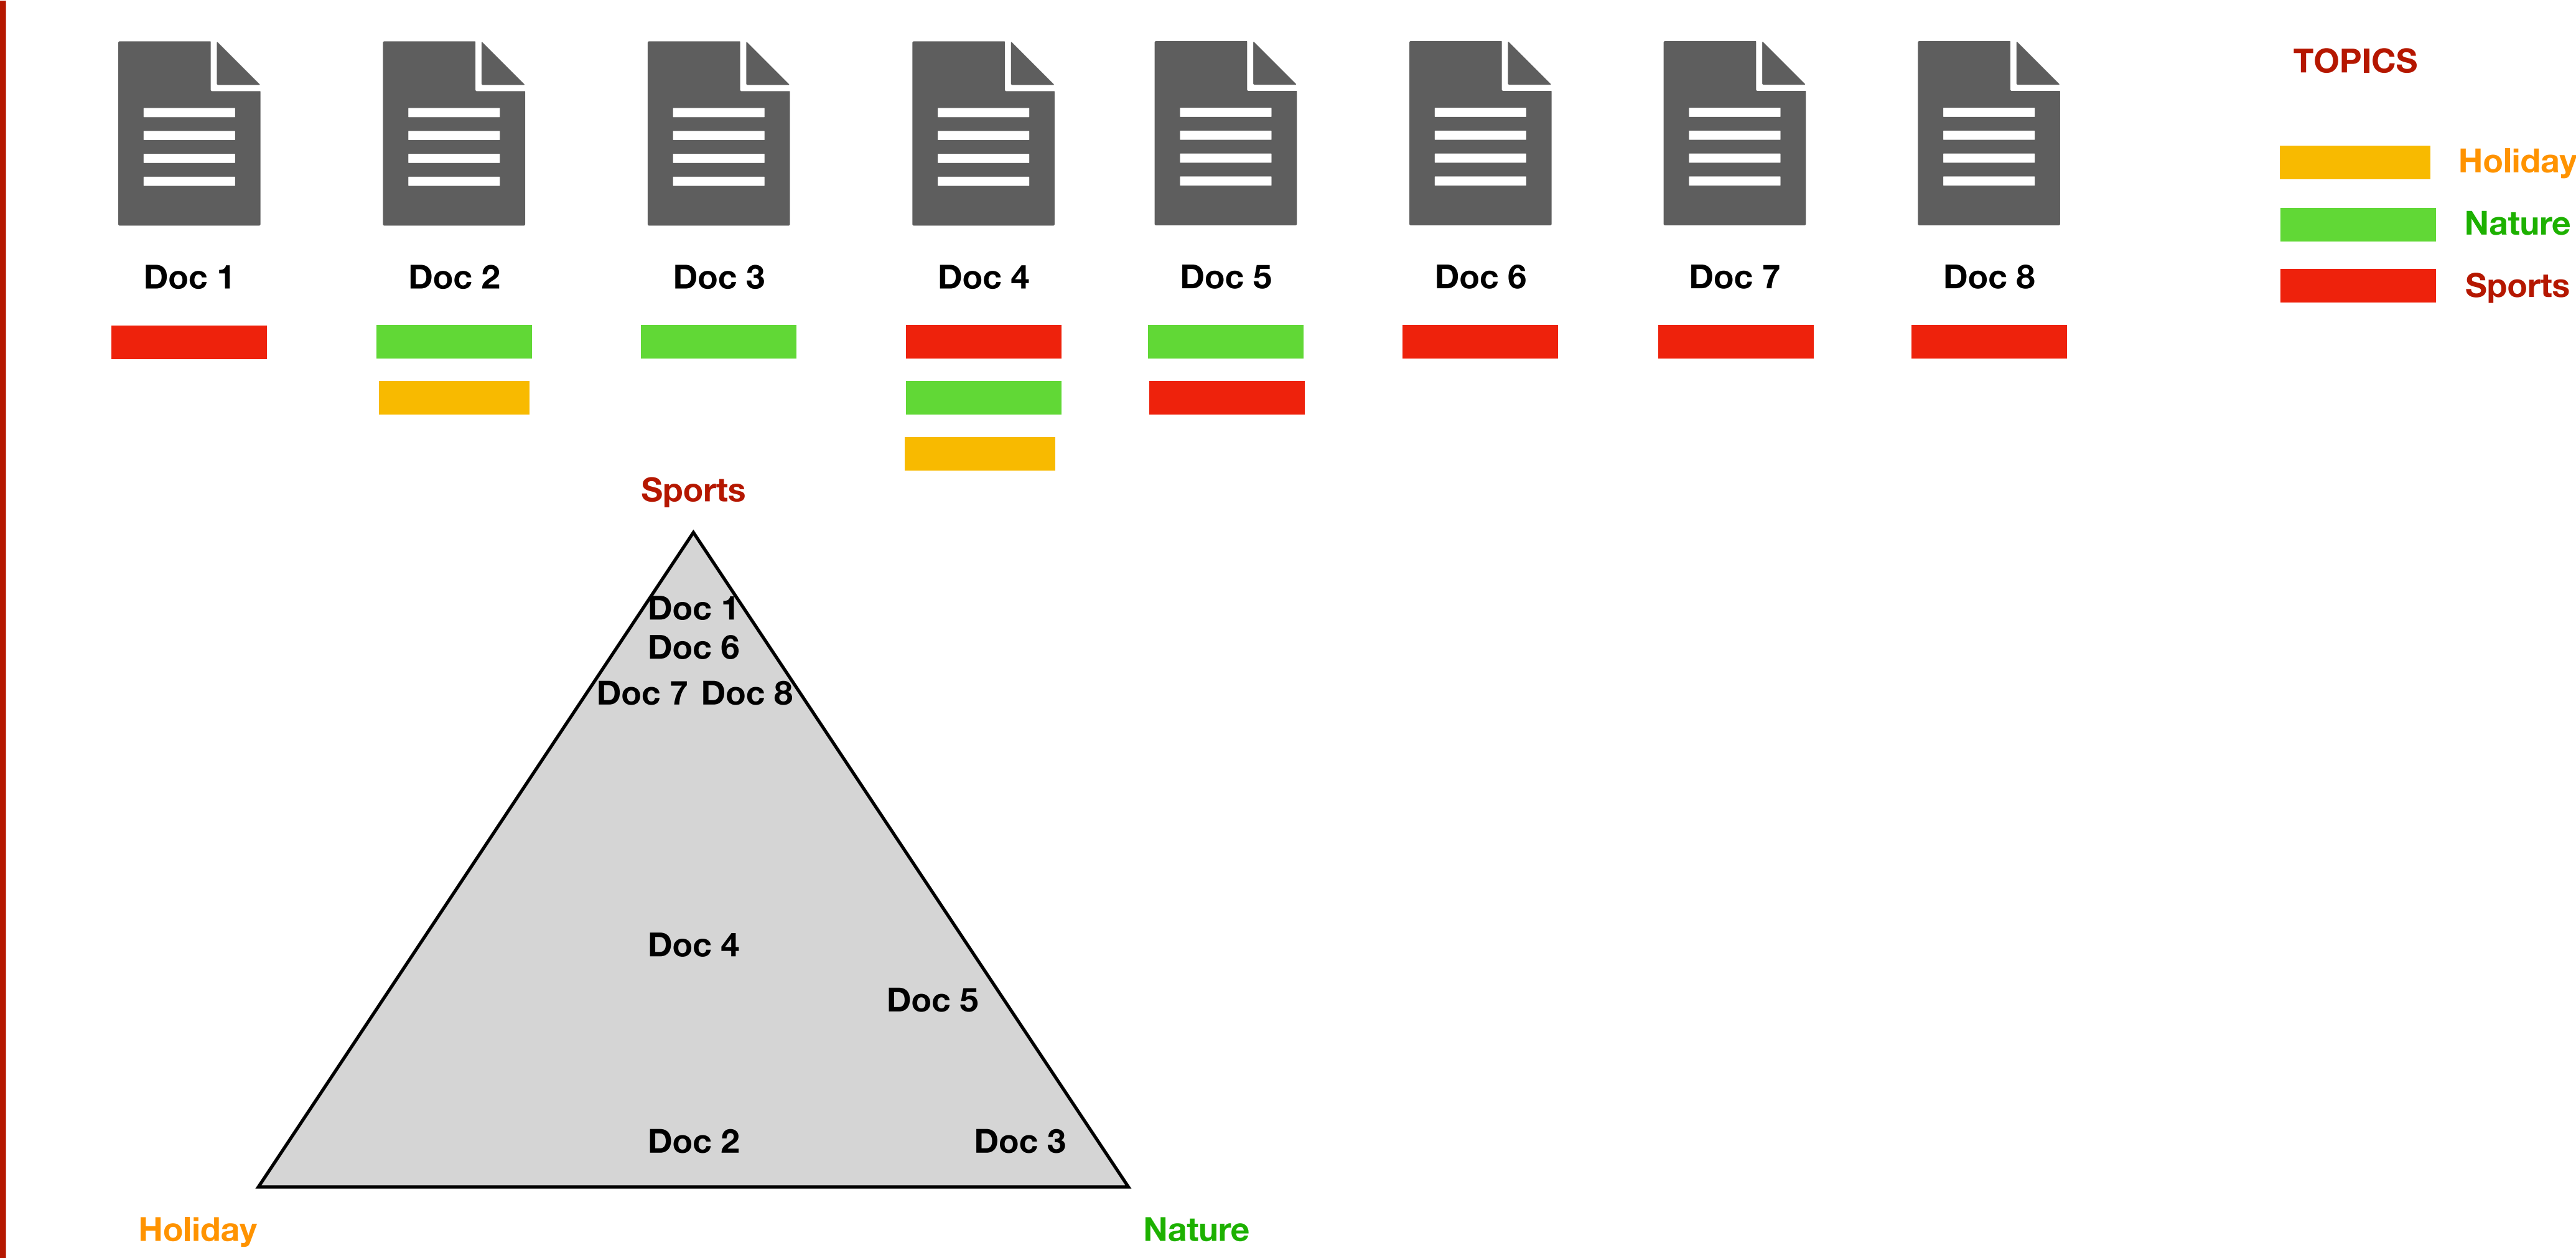 TOPICS
Holiday
Nature
Sports
Doc 1 Doc 2 Doc 3 Doc 4 Doc 5 Doc 6 Doc 7 Doc 8
Sports
Doc 1
Doc 6
Doc 7 Doc 8
Doc 4
Doc 5
Doc 2 Doc 3
Holiday Nature